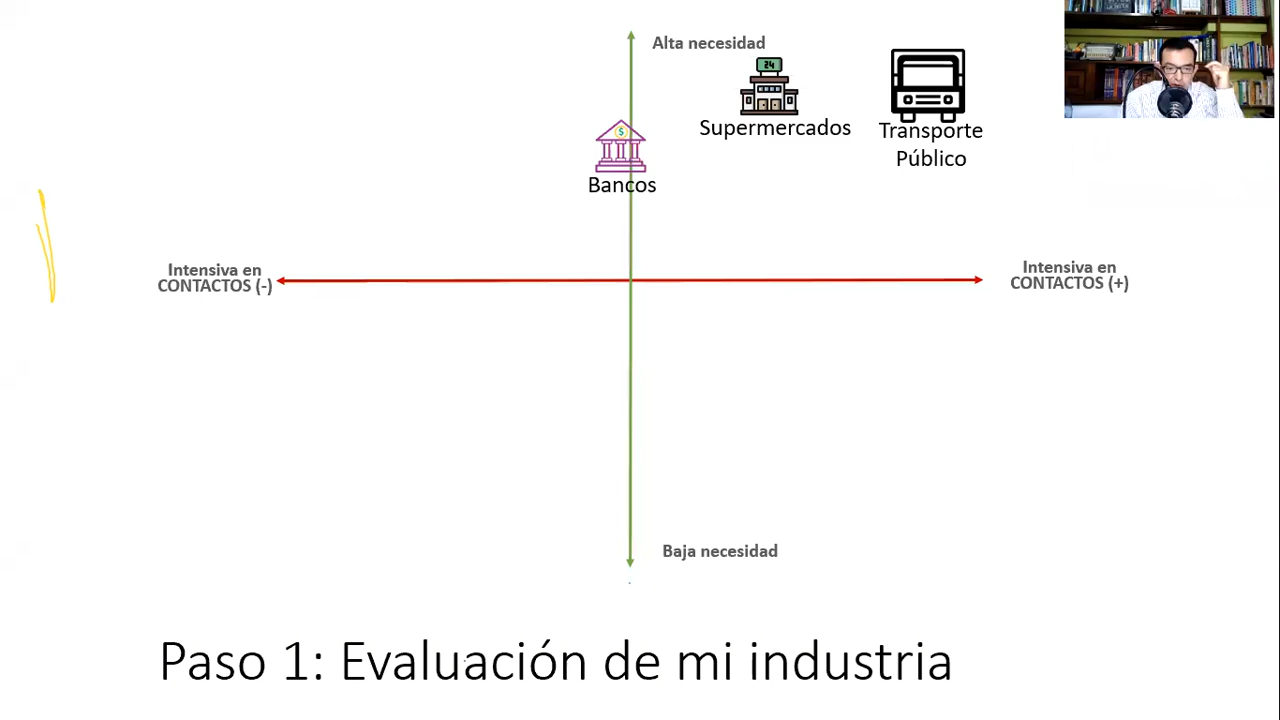 Alta necesidad
24
Supermercados
Transporte
Público
$
Bancos
Intensiva en
CONTACTOS (-)
Intensiva en
CONTACTOS (+)
Baja necesidad
Paso 1: Evaluación de mi industria